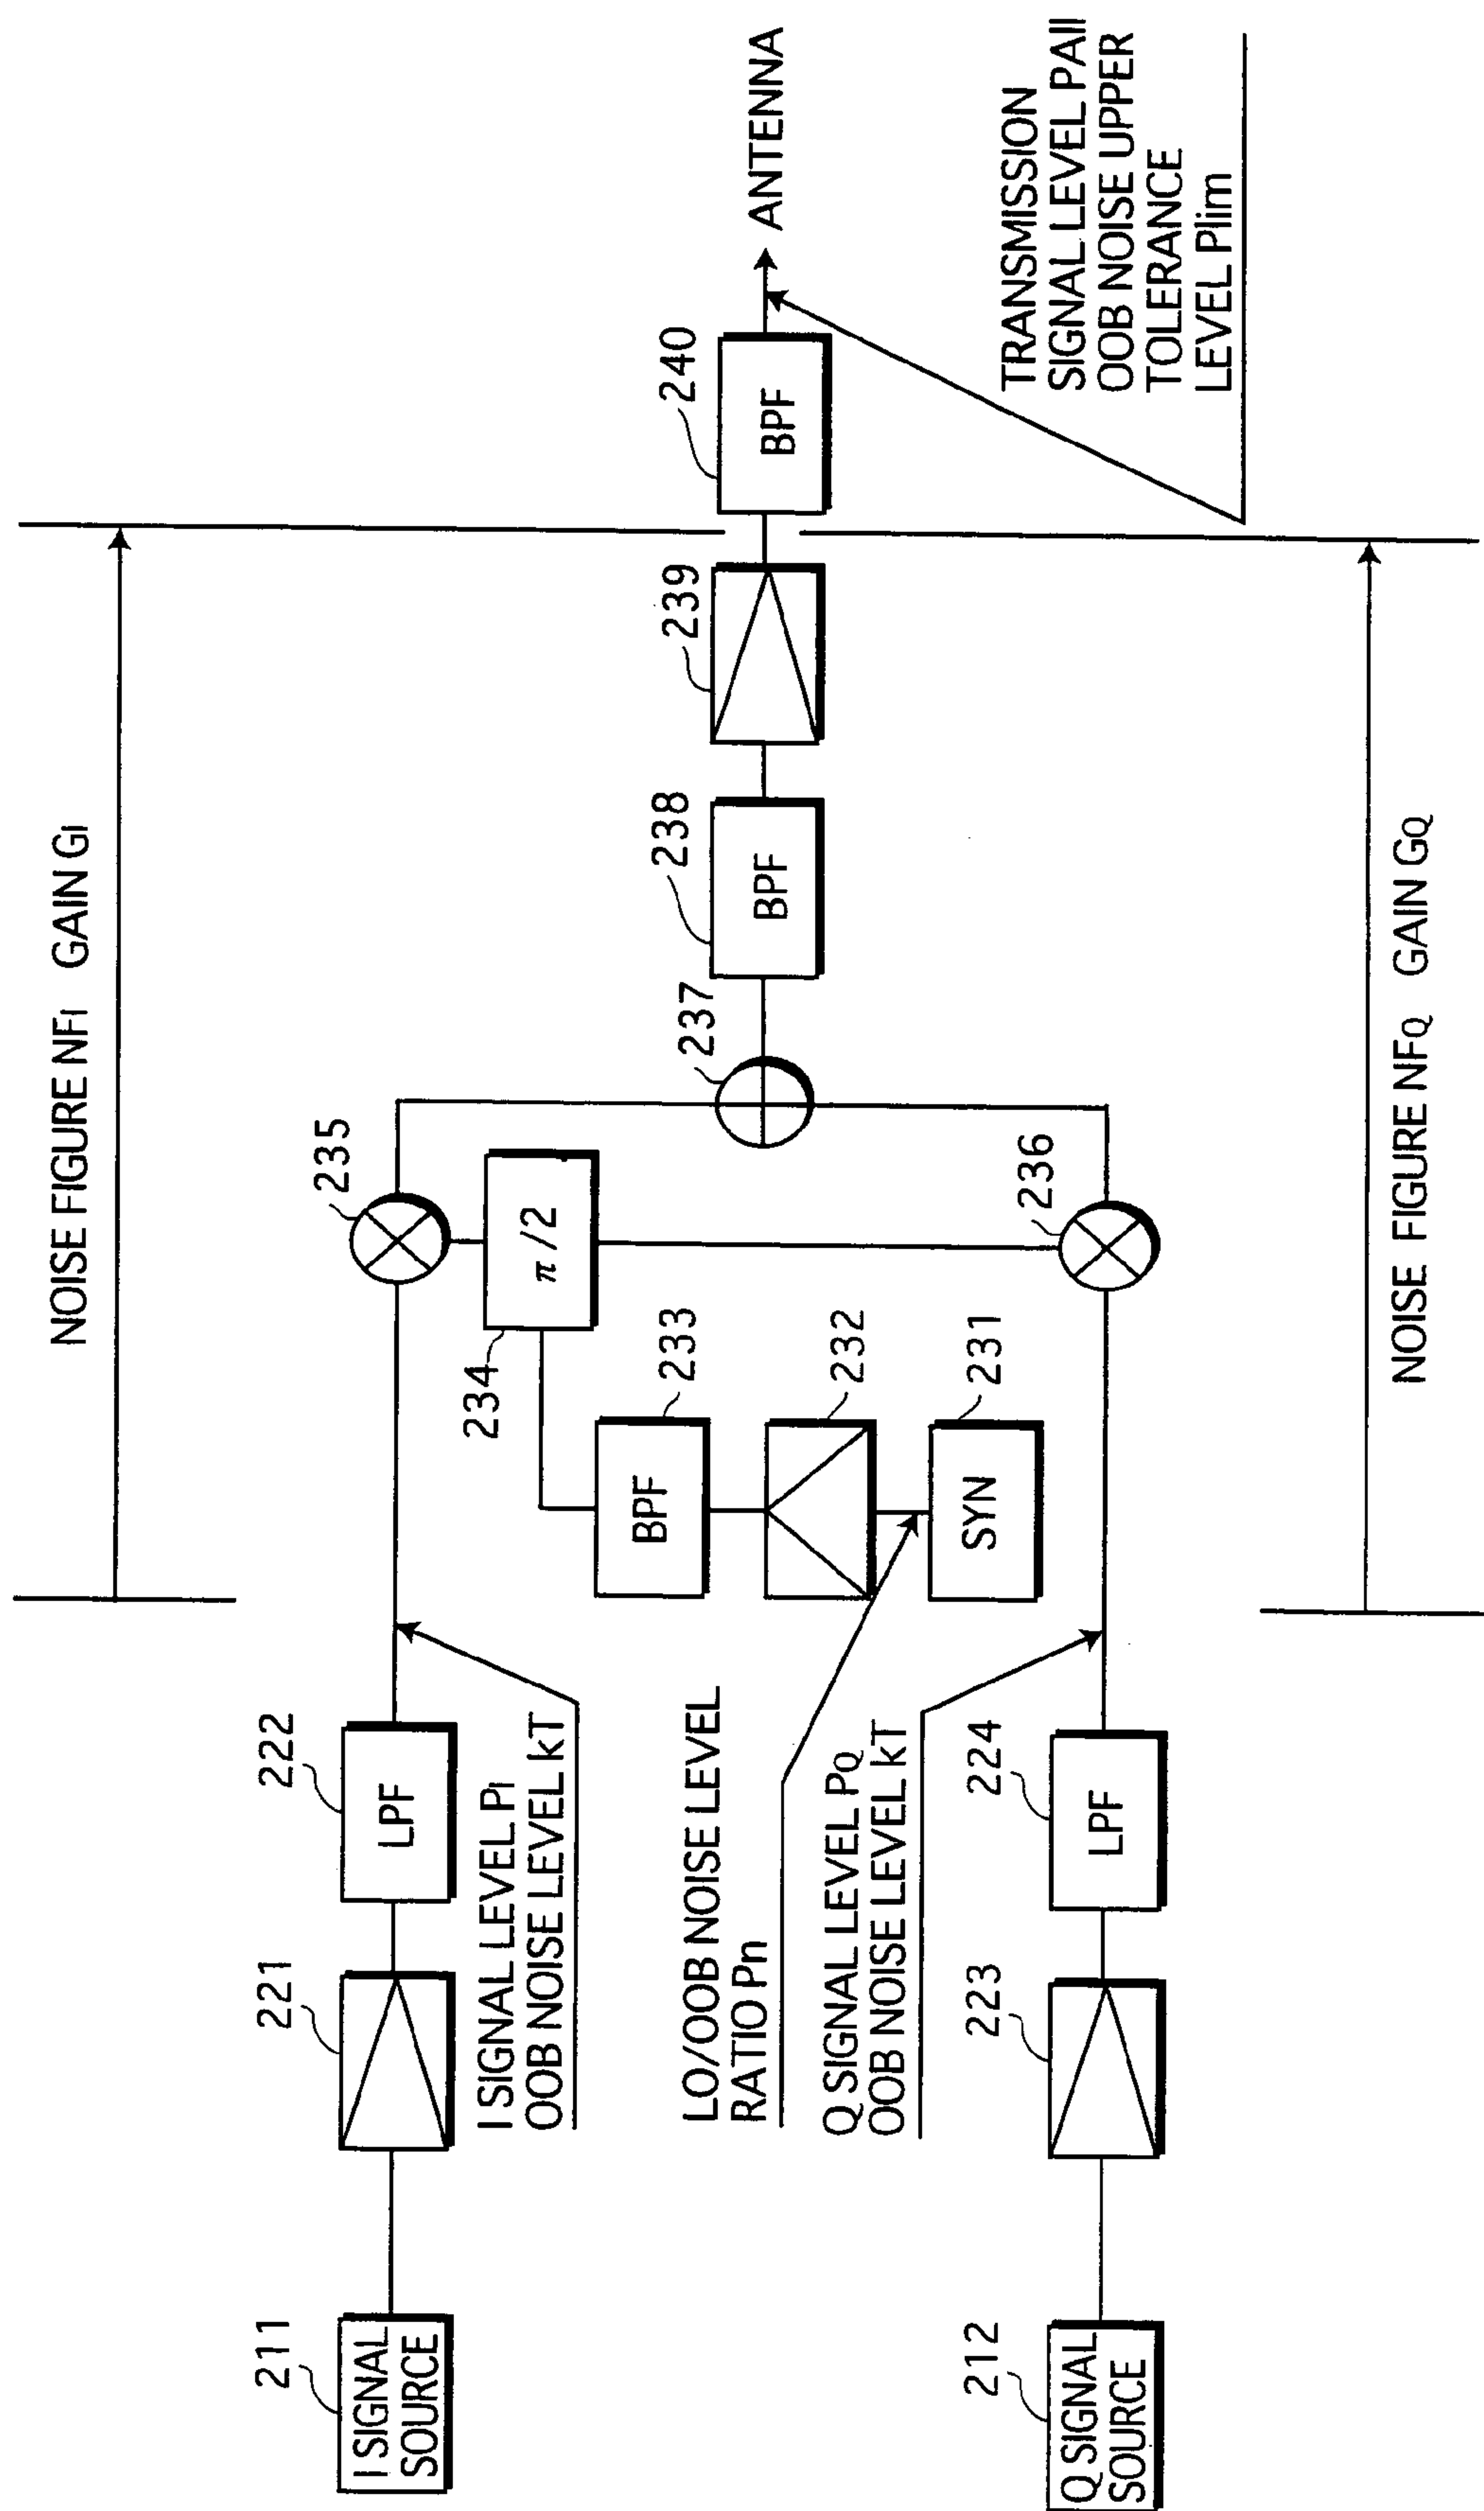 NOISE FIGURE NFI GAIN GI
211
I SIGNAL
SOURCE
221
222
LPF
I SIGNAL LEVEL PI
OOB NOISE LEVEL kT
235
234
π/2
233
BPF
232
231
SYN
LO/OOB NOISE LEVEL
RATIO Pn
237
238
BPF
239
240
BPF
ANTENNA
TRANSMISSION
SIGNAL LEVEL PAll
OOB NOISE UPPER
TOLERANCE
LEVEL Plim
Q SIGNAL LEVEL PQ
OOB NOISE LEVEL kT
236
212
Q SIGNAL
SOURCE
223
224
LPF
NOISE FIGURE NFQ GAIN GQ